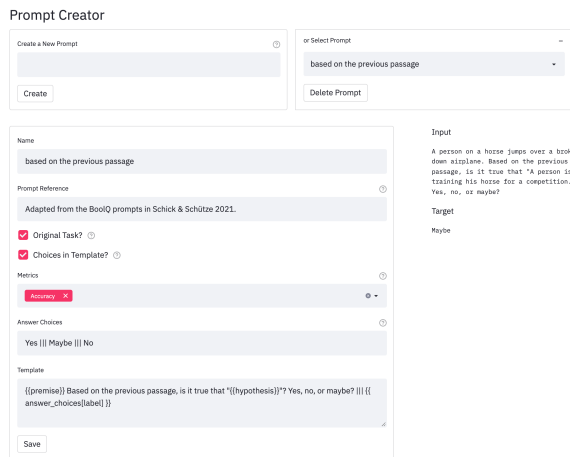 Prompt Creator
Create a New Prompt
Create
or Select Prompt
based on the previous passage
Delete Prompt
Name
based on the previous passage
Prompt Reference
Adapted from the BoolQ prompts in Schick & Schütze 2021.
Original Task?
Choices in Template?
Metrics
Accuracy
Answer Choices
Yes ||| Maybe ||| No
Template
{{premise}} Based on the previous passage, is it true that "{{hypothesis}}"? Yes, no, or maybe? ||| {{
answer_choices[label] }}
Save
Input
A person on a horse jumps over a brok
down airplane. Based on the previous
passage, is it true that "A person is
training his horse for a competition.
Yes, no, or maybe?
Target
Maybe